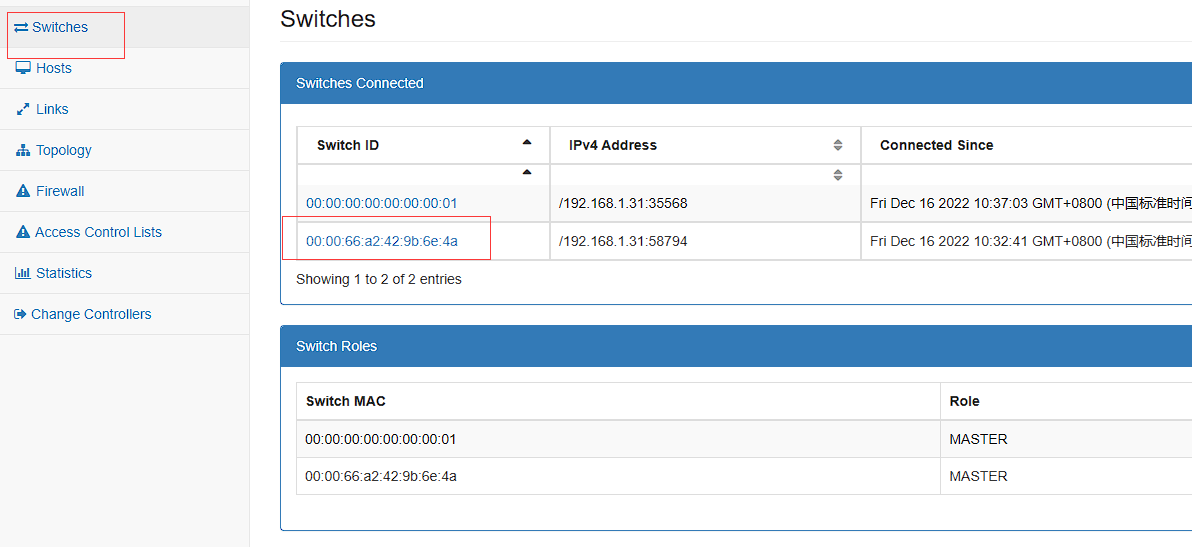 Switches
Hosts
Links
Topology
Firewall
Access Control Lists
Statistics
Change Controllers
Switches
Switches Connected
Switch ID IPv4 Address Connected Since
00:00:00:00:00:00:00:01 /192.168.1.31:35568 Fri Dec 16 2022 10:37:03 GMT+0800 (中国标准时间
00:00:66:a2:42:9b:6e:4a /192.168.1.31:58794 Fri Dec 16 2022 10:32:41 GMT+0800 (中国标准时间
Showing 1 to 2 of 2 entries
Switch Roles
Switch MAC Role
00:00:00:00:00:00:00:01 MASTER
00:00:66:a2:42:9b:6e:4a MASTER